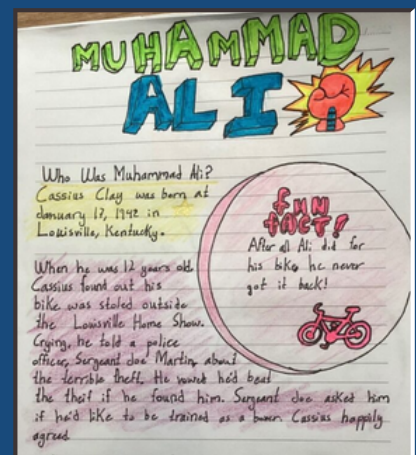 MUHAMMAD
ALI
Who Was Muhammad Ali?
Cassius Clay was born at
January 17, 1942 in
Louisville, Kentucky.
FUN
FACT!
After all Ali did for
his bike, he never
got it back!
When he was 12 years old
Cassius found out his
bike was stoled outside
the Louisville Home Show.
Crying, he told a police
officer, Sergeant Joe Martin, about
the terrible theft. He vowed he'd beat
the theif if he found him. Sergeant Joe asked him
if he'd like to be trained as a boxer. Cassius happily
agreed.